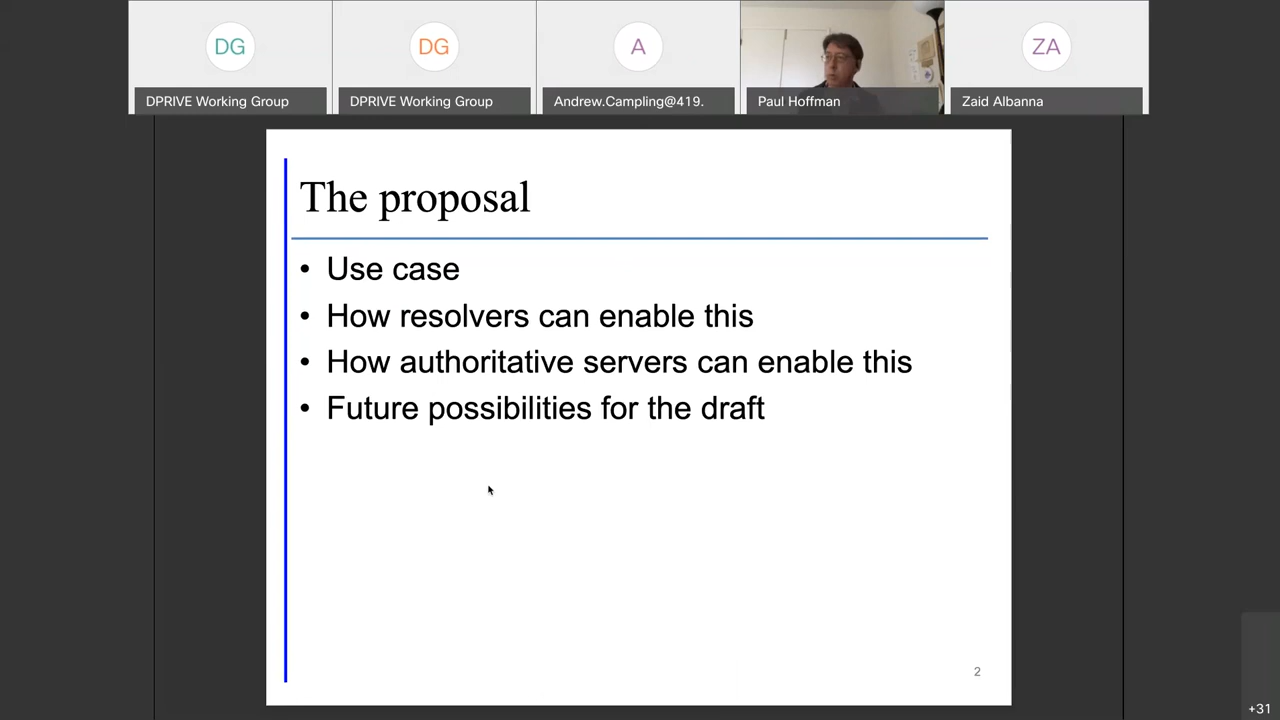 DG
DPRIVE Working Group
DG
DPRIVE Working Group
A
Andrew.Campling@419.
Paul Hoffman
ZA
Zaid Albanna
The proposal
• Use case
• How resolvers can enable this
• How authoritative servers can enable this
• Future possibilities for the draft
2
+31